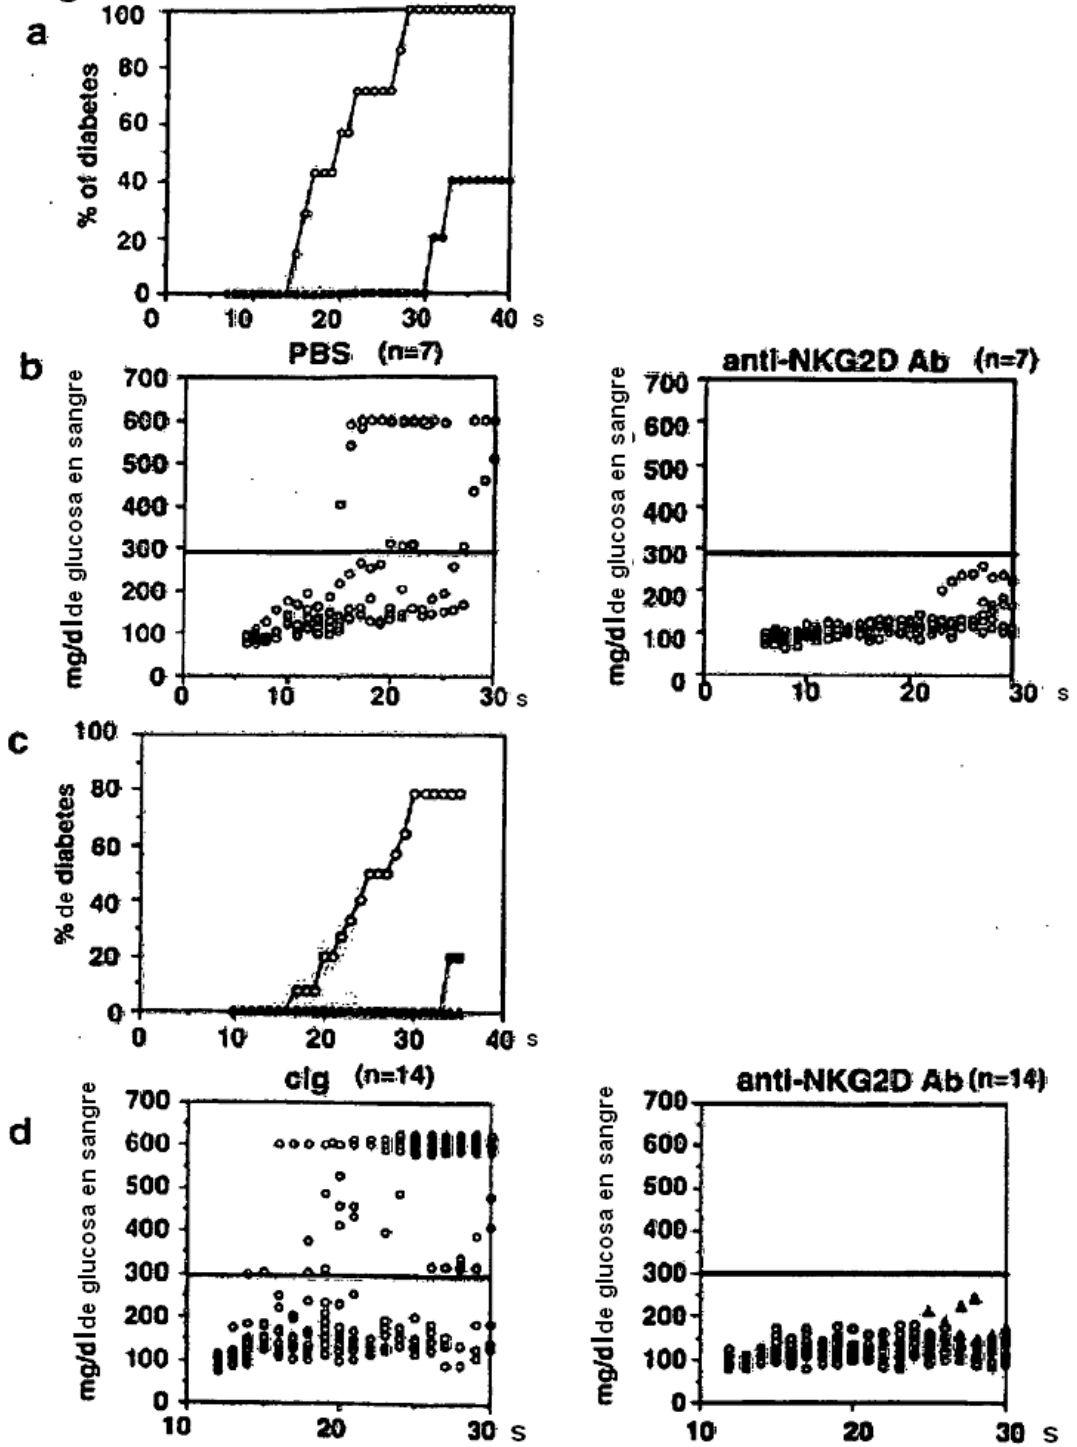 a
% of diabetes
100
80
60
40
20
0
0 10 20 30 40 s
b
PBS (n=7)
mg/dl de glucosa en sangre
700
600
500
400
300
200
100
0
0 10 20 30 s
anti-NKG2D Ab (n=7)
mg/dl de glucosa en sangre
700
600
500
400
300
200
100
0
0 10 20 30 s
c
% de diabetes
100
80
60
40
20
0
0 10 20 30 40 s
d
cIg (n=14)
mg/dl de glucosa en sangre
700
600
500
400
300
200
100
0
10 20 30 s
anti-NKG2D Ab (n=14)
mg/dl de glucosa en sangre
700
600
500
400
300
200
100
0
10 20 30 s